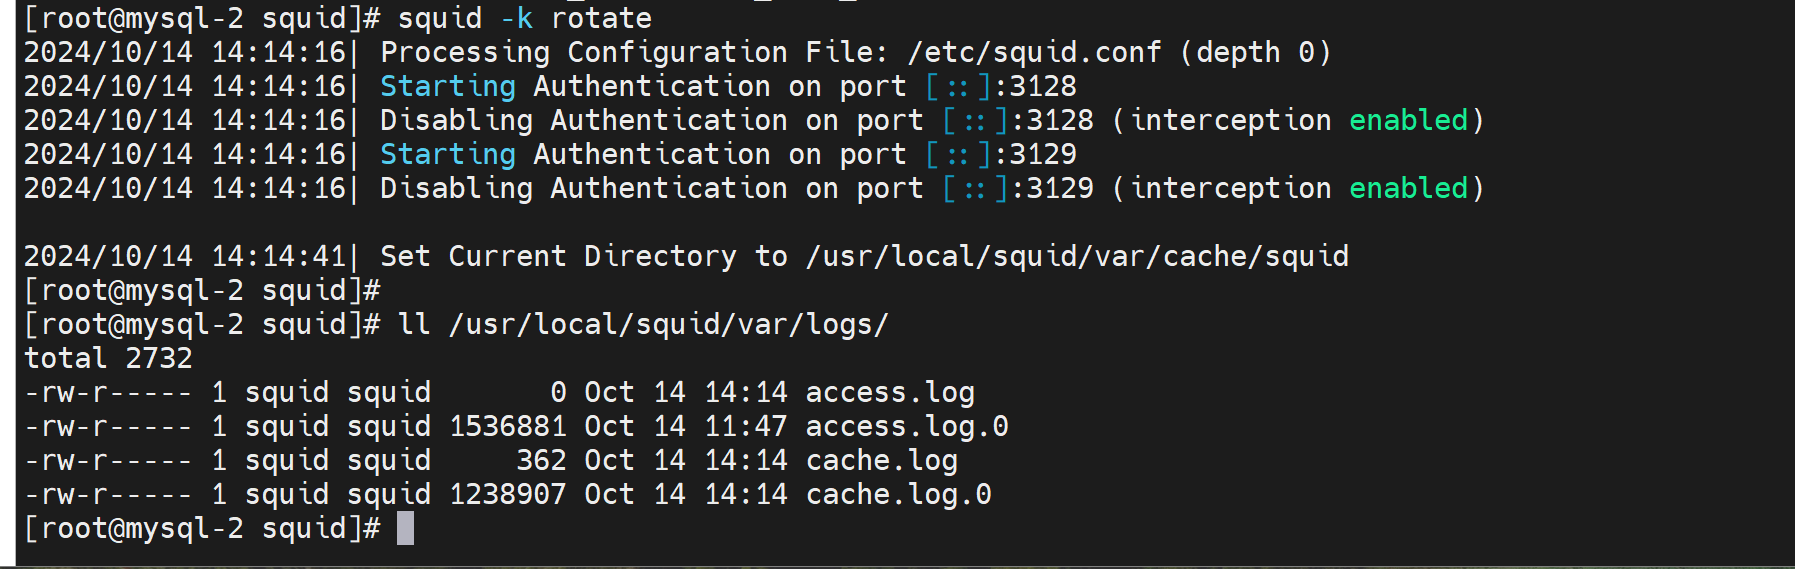 [root@mysql-2 squid]# squid -k rotate
2024/10/14 14:14:16| Processing Configuration File: /etc/squid.conf (depth 0)
2024/10/14 14:14:16| Starting Authentication on port [::]:3128
2024/10/14 14:14:16| Disabling Authentication on port [::]:3128 (interception enabled)
2024/10/14 14:14:16| Starting Authentication on port [::]:3129
2024/10/14 14:14:16| Disabling Authentication on port [::]:3129 (interception enabled)
2024/10/14 14:14:41| Set Current Directory to /usr/local/squid/var/cache/squid
[root@mysql-2 squid]#
[root@mysql-2 squid]# ll /usr/local/squid/var/logs/
total 2732
-rw-r----- 1 squid squid       0 Oct 14 14:14 access.log
-rw-r----- 1 squid squid 1536881 Oct 14 11:47 access.log.0
-rw-r----- 1 squid squid     362 Oct 14 14:14 cache.log
-rw-r----- 1 squid squid 1238907 Oct 14 14:14 cache.log.0
[root@mysql-2 squid]#